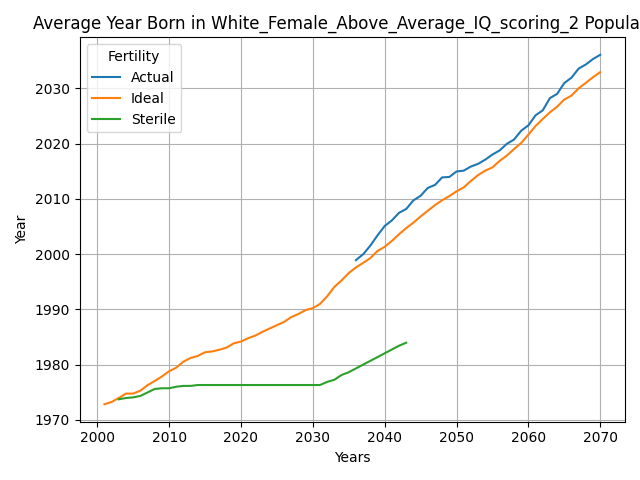 Average Year Born in White_Female_Above_Average_IQ_scoring_2 Popula
Fertility
Actual
Ideal
Sterile
2030
2020
2010
2000
1990
1980
1970
Year
2000 2010 2020 2030 2040 2050 2060 2070
Years